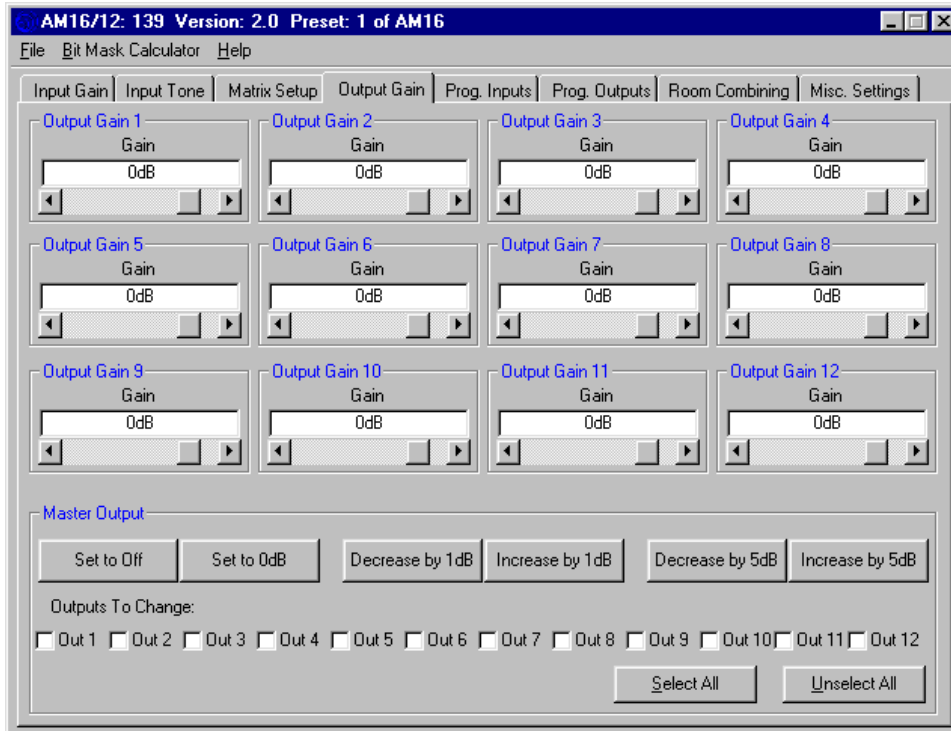 AM16/12: 139 Version: 2.0 Preset: 1 of AM16
File Bit Mask Calculator Help
Input Gain Input Tone Matrix Setup Output Gain Prog. Inputs Prog. Outputs Room Combining Misc. Settings
Output Gain 1 Output Gain 2 Output Gain 3 Output Gain 4
Gain Gain Gain Gain
0dB 0dB 0dB 0dB
Output Gain 5 Output Gain 6 Output Gain 7 Output Gain 8
Gain Gain Gain Gain
0dB 0dB 0dB 0dB
Output Gain 9 Output Gain 10 Output Gain 11 Output Gain 12
Gain Gain Gain Gain
0dB 0dB 0dB 0dB
Master Output
Set to Off Set to 0dB Decrease by 1dB Increase by 1dB Decrease by 5dB Increase by 5dB
Outputs To Change:
Out 1 Out 2 Out 3 Out 4 Out 5 Out 6 Out 7 Out 8 Out 9 Out 10 Out 11 Out 12
Select All Unselect All